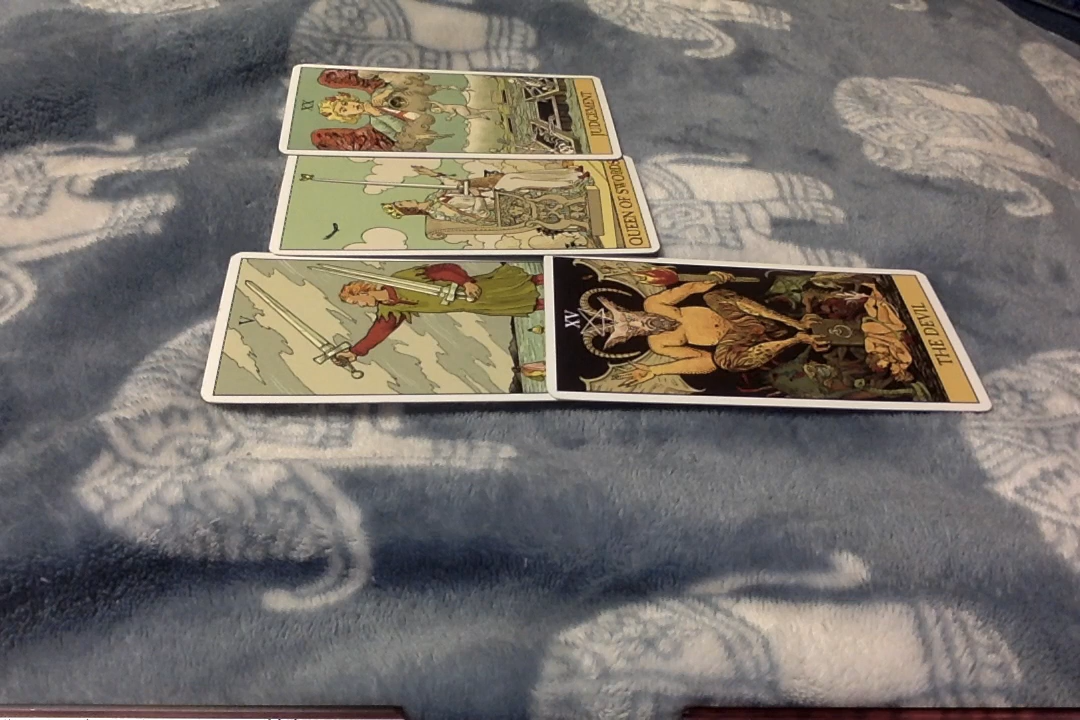 XX
JUDGEMENT
QUEEN OF SWORDS
V
XV
THE DEVIL